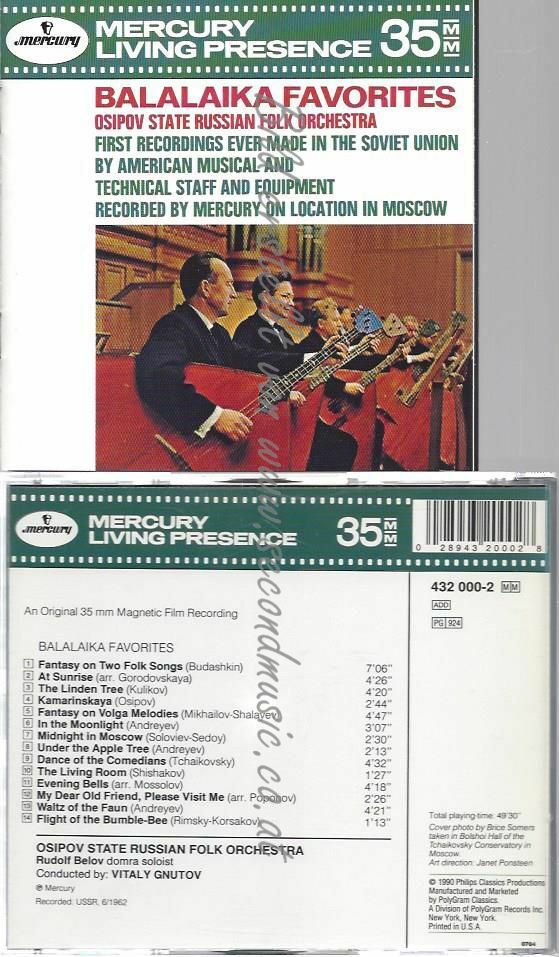 mercury
MERCURY
LIVING PRESENCE
35 MM
BALALAIKA FAVORITES
OSIPOV STATE RUSSIAN FOLK ORCHESTRA
FIRST RECORDINGS EVER MADE IN THE SOVIET UNION
BY AMERICAN MUSICAL AND
TECHNICAL STAFF AND EQUIPMENT
RECORDED BY MERCURY ON LOCATION IN MOSCOW
Bild erstellt von www.secondmusic.co.at
mercury
MERCURY
LIVING PRESENCE
35 MM
0 28943 20002 8
432 000-2 MM
ADD
PG 924
An Original 35 mm Magnetic Film Recording
BALALAIKA FAVORITES
1 Fantasy on Two Folk Songs (Budashkin) 7'06"
2 At Sunrise (arr. Gorodovskaya) 4'26"
3 The Linden Tree (Kulikov) 4'20"
4 Kamarinskaya (Osipov) 2'44"
5 Fantasy on Volga Melodies (Mikhailov-Shalayev) 4'47"
6 In the Moonlight (Andreyev) 3'07"
7 Midnight in Moscow (Soloviev-Sedoy) 2'30"
8 Under the Apple Tree (Andreyev) 2'13"
9 Dance of the Comedians (Tchaikovsky) 4'32"
10 The Living Room (Shishakov) 1'27"
11 Evening Bells (arr. Mossolov) 4'18"
12 My Dear Old Friend, Please Visit Me (arr. Poponov) 2'26"
13 Waltz of the Faun (Andreyev) 4'21"
14 Flight of the Bumble-Bee (Rimsky-Korsakov) 1'13"
OSIPOV STATE RUSSIAN FOLK ORCHESTRA
Rudolf Belov domra soloist
Conducted by: VITALY GNUTOV
℗ Mercury
Recorded: USSR, 6/1962
Total playing-time: 49'30"
Cover photo by Brice Somers
taken in Bolshoi Hall of the
Tchaikovsky Conservatory in
Moscow.
Art direction: Janet Ponsteen
© 1990 Philips Classics Productions
Manufactured and Marketed
by PolyGram Classics.
A Division of PolyGram Records Inc.
New York, New York.
Printed in U.S.A.
0704